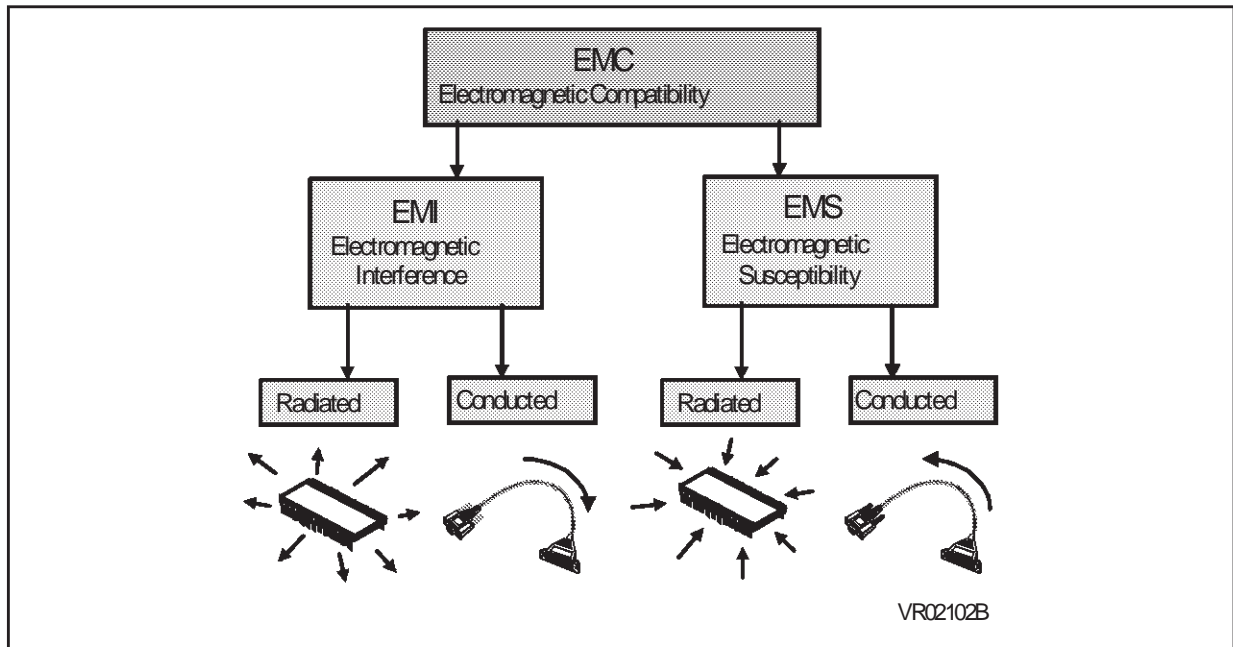 EMC
Electromagnetic Compatibility
EMI
Electromagnetic
Interference
EMS
Electromagnetic
Susceptibility
Radiated
Conducted
Radiated
Conducted
VR02102B